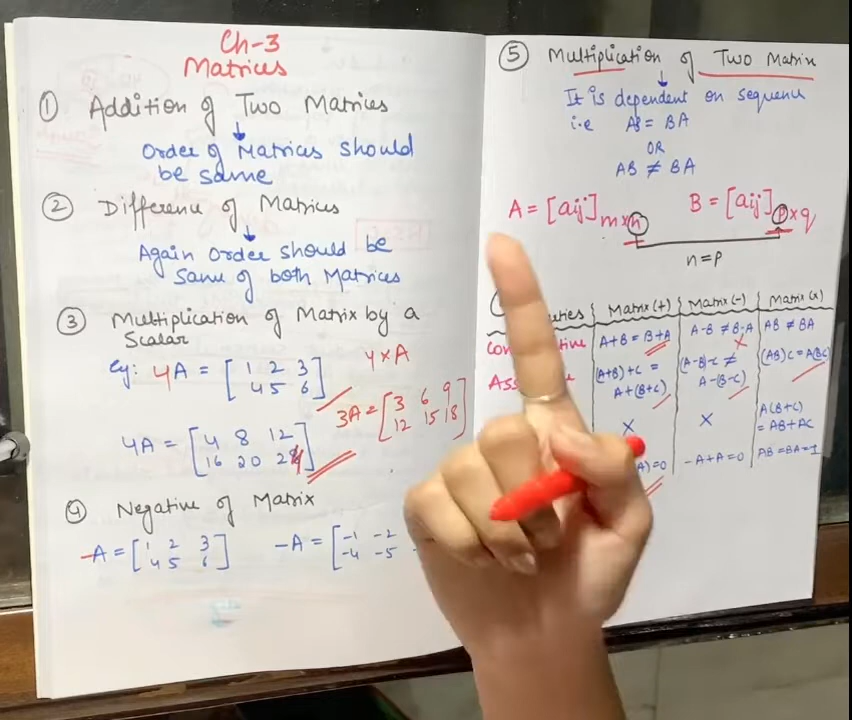 Ch-3
Matrices
① Addition of Two Matrices
Order of Matrices should
be same
② Difference of Matrices
Again order should be
Same of both Matrices
③ Multiplication of Matrix by a
Scalar
4 × A
eg: 4A = [1 2 3
4 5 6]
3A = [3 6 9
12 15 18]
4A = [4 8 12
16 20 24]
④ Negative of Matrix
-A = [1 2 3
4 5 6]
-A = [-1 -2
-4 -5
⑤ Multiplication of Two Matrix
It is dependent on sequence
i.e AB = BA
OR
AB ≠ BA
A = [aij] m×n B = [aij] p×q
n=p
Matrix (+) Matrix (-) Matrix (x)
A+B = B+A A-B ≠ B-A AB ≠ BA
(A+B)+C = A+(B+C) (A-B)-C ≠ A-(B-C) (AB)C = A(BC)
× × A(B+C) = AB+AC
A)=0 -A+A=0 AB=BA=I